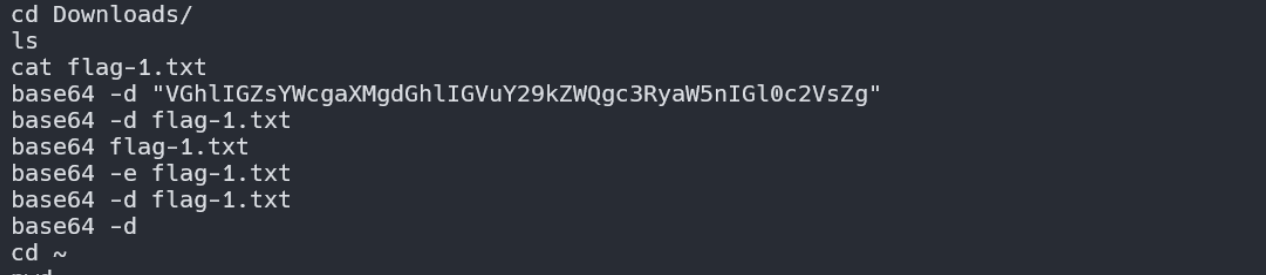 cd Downloads/
ls
cat flag-1.txt
base64 -d "VGhlIGZsYWcgaXMgdGhlIGVuY29kZWQgc3RyaW5nIGl0c2VsZg"
base64 -d flag-1.txt
base64 flag-1.txt
base64 -e flag-1.txt
base64 -d flag-1.txt
base64 -d
cd ~